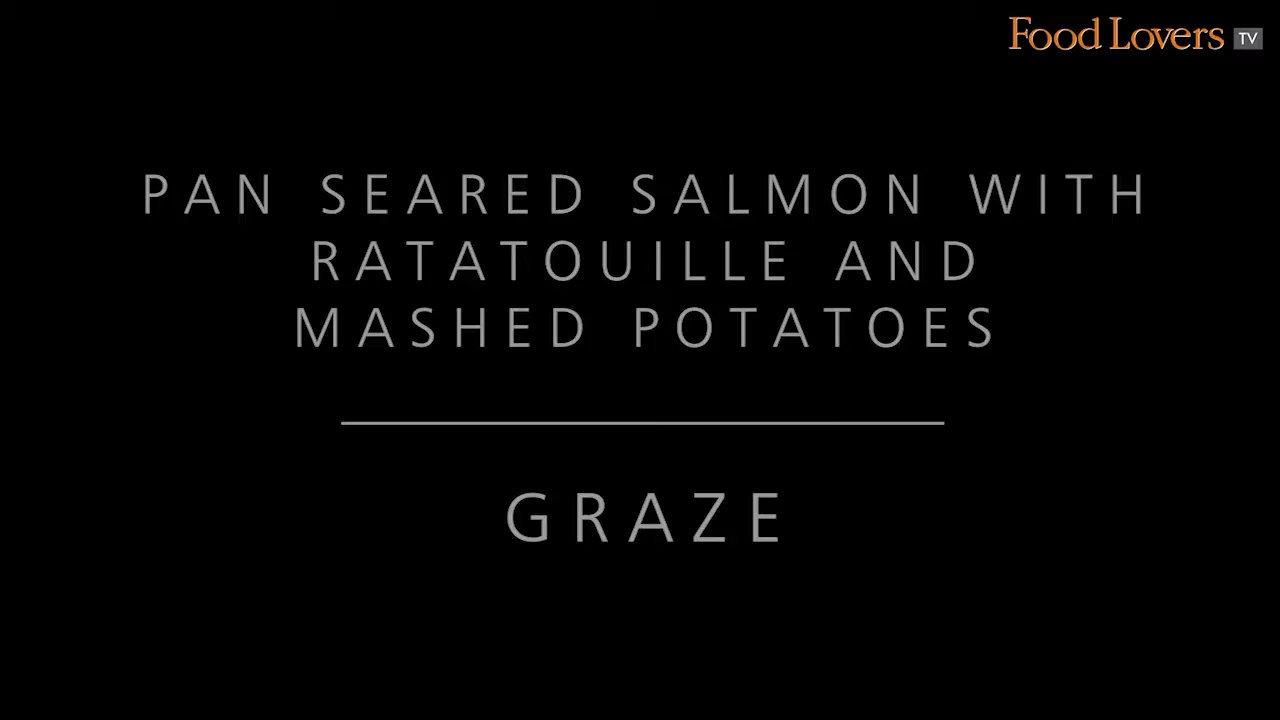 Food Lovers TV
PAN SEARED SALMON WITH
RATATOUILLE AND
MASHED POTATOES
GRAZE